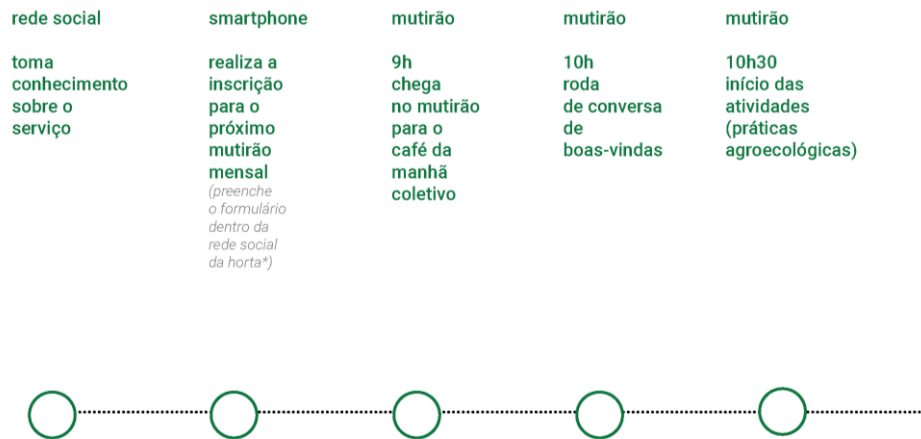 rede social
toma
conhecimento
sobre o
serviço
smartphone
realiza a
inscrição
para o
próximo
mutirão
mensal
(preenche
o formulário
dentro da
rede social
da horta*)
mutirão
9h
chega
no mutirão
para o
café da
manhã
coletivo
mutirão
10h
roda
de conversa
de
boas-vindas
mutirão
10h30
início das
atividades
(práticas
agroecológicas)